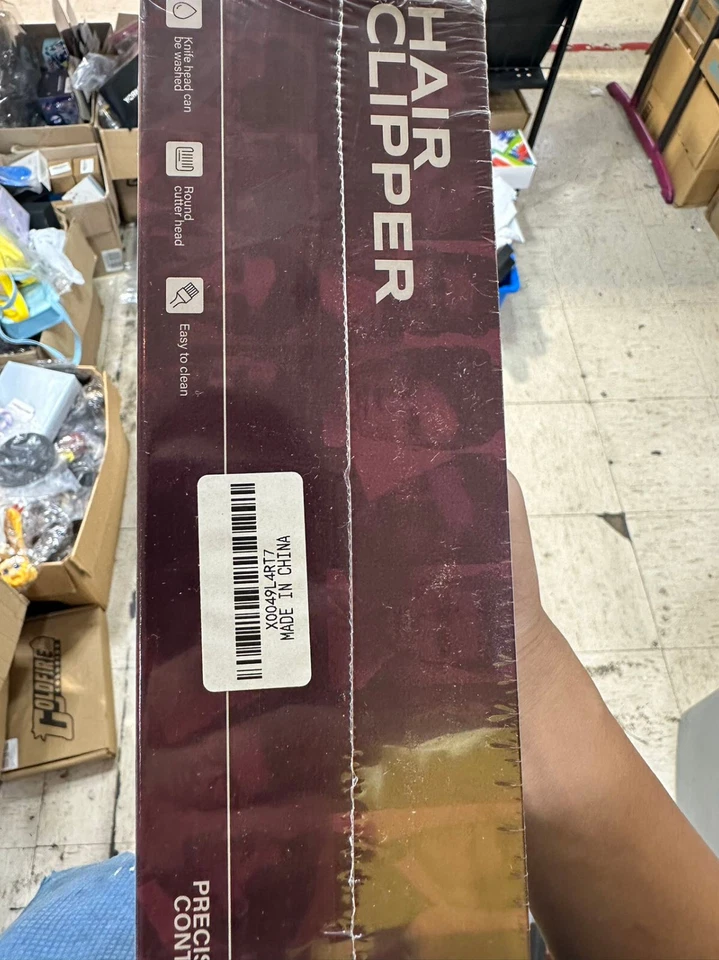 HAIR
CLIPPER
Knife head can
be washed
Round
cutter head
Easy to clean
X0049L4RT7
MADE IN CHINA
PRECIS
CONT
GOLDFIRE